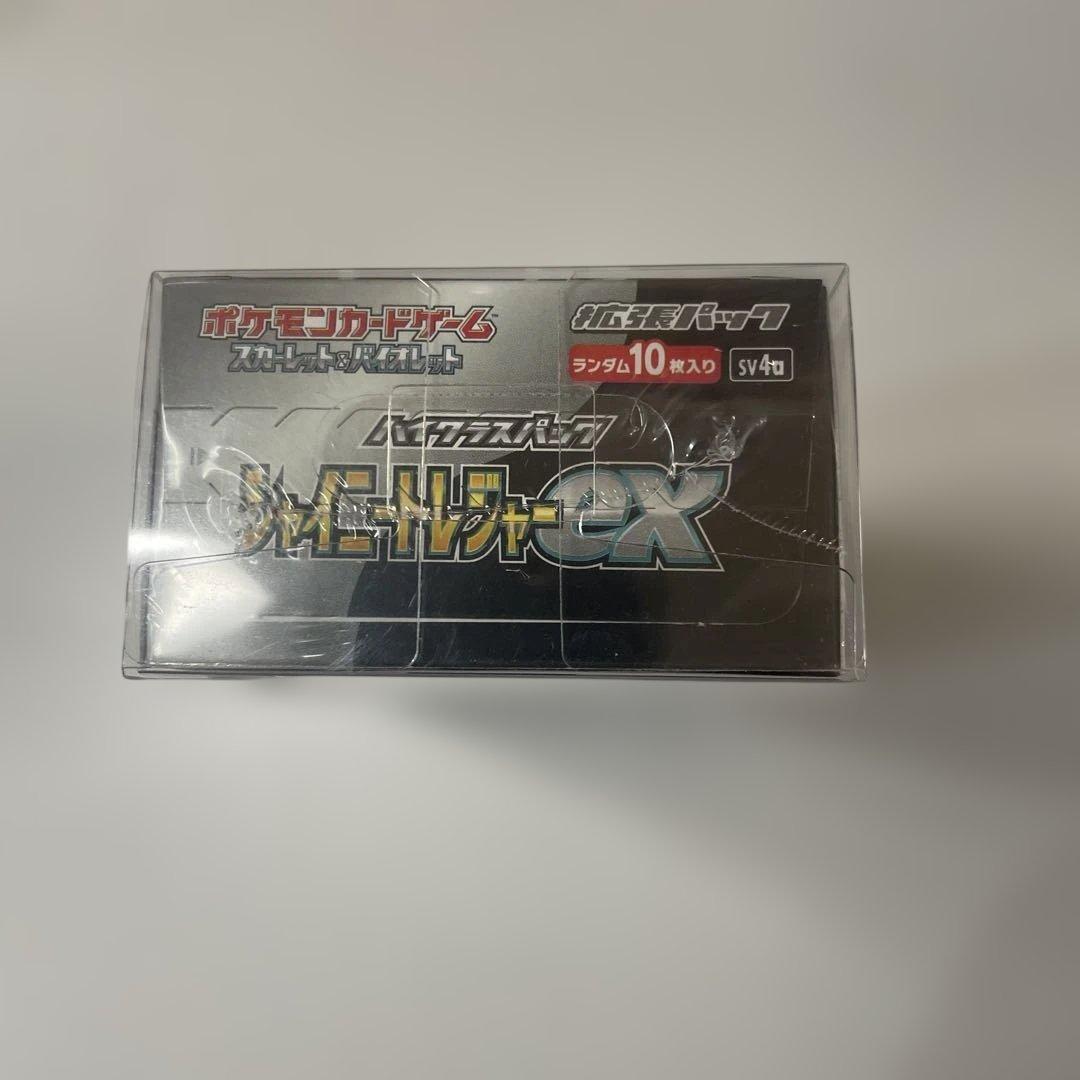 ポケモンカードゲーム™
スカーレット&バイオレット
拡張パック
ランダム10枚入り
SV4a
ハイクラスパック
シャイニートレジャーex